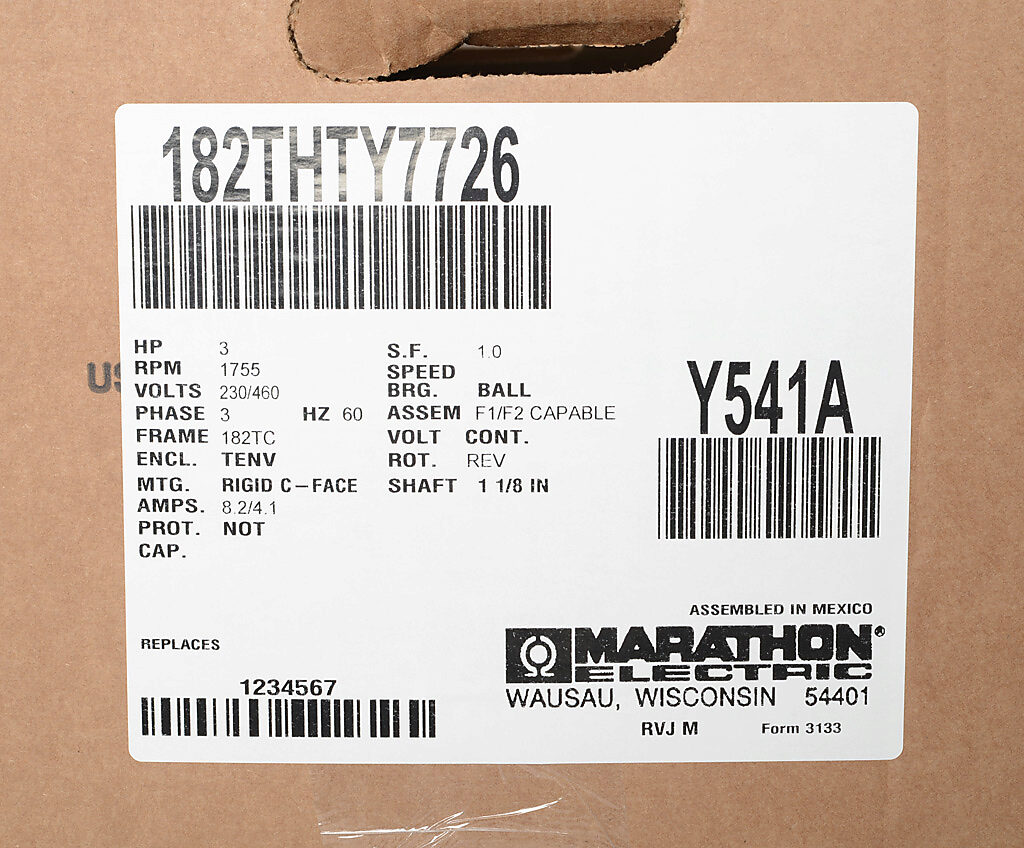 182THTY7726
HP 3 S.F. 1.0
RPM 1755 SPEED
VOLTS 230/460 BRG. BALL
PHASE 3 HZ 60 ASSEM F1/F2 CAPABLE
FRAME 182TC VOLT CONT.
ENCL. TENV ROT. REV
MTG. RIGID C-FACE SHAFT 1 1/8 IN
AMPS. 8.2/4.1
PROT. NOT
CAP.
US
Y541A
ASSEMBLED IN MEXICO
REPLACES
MARATHON®
ELECTRIC
WAUSAU, WISCONSIN 54401
1234567
RVJ M Form 3133